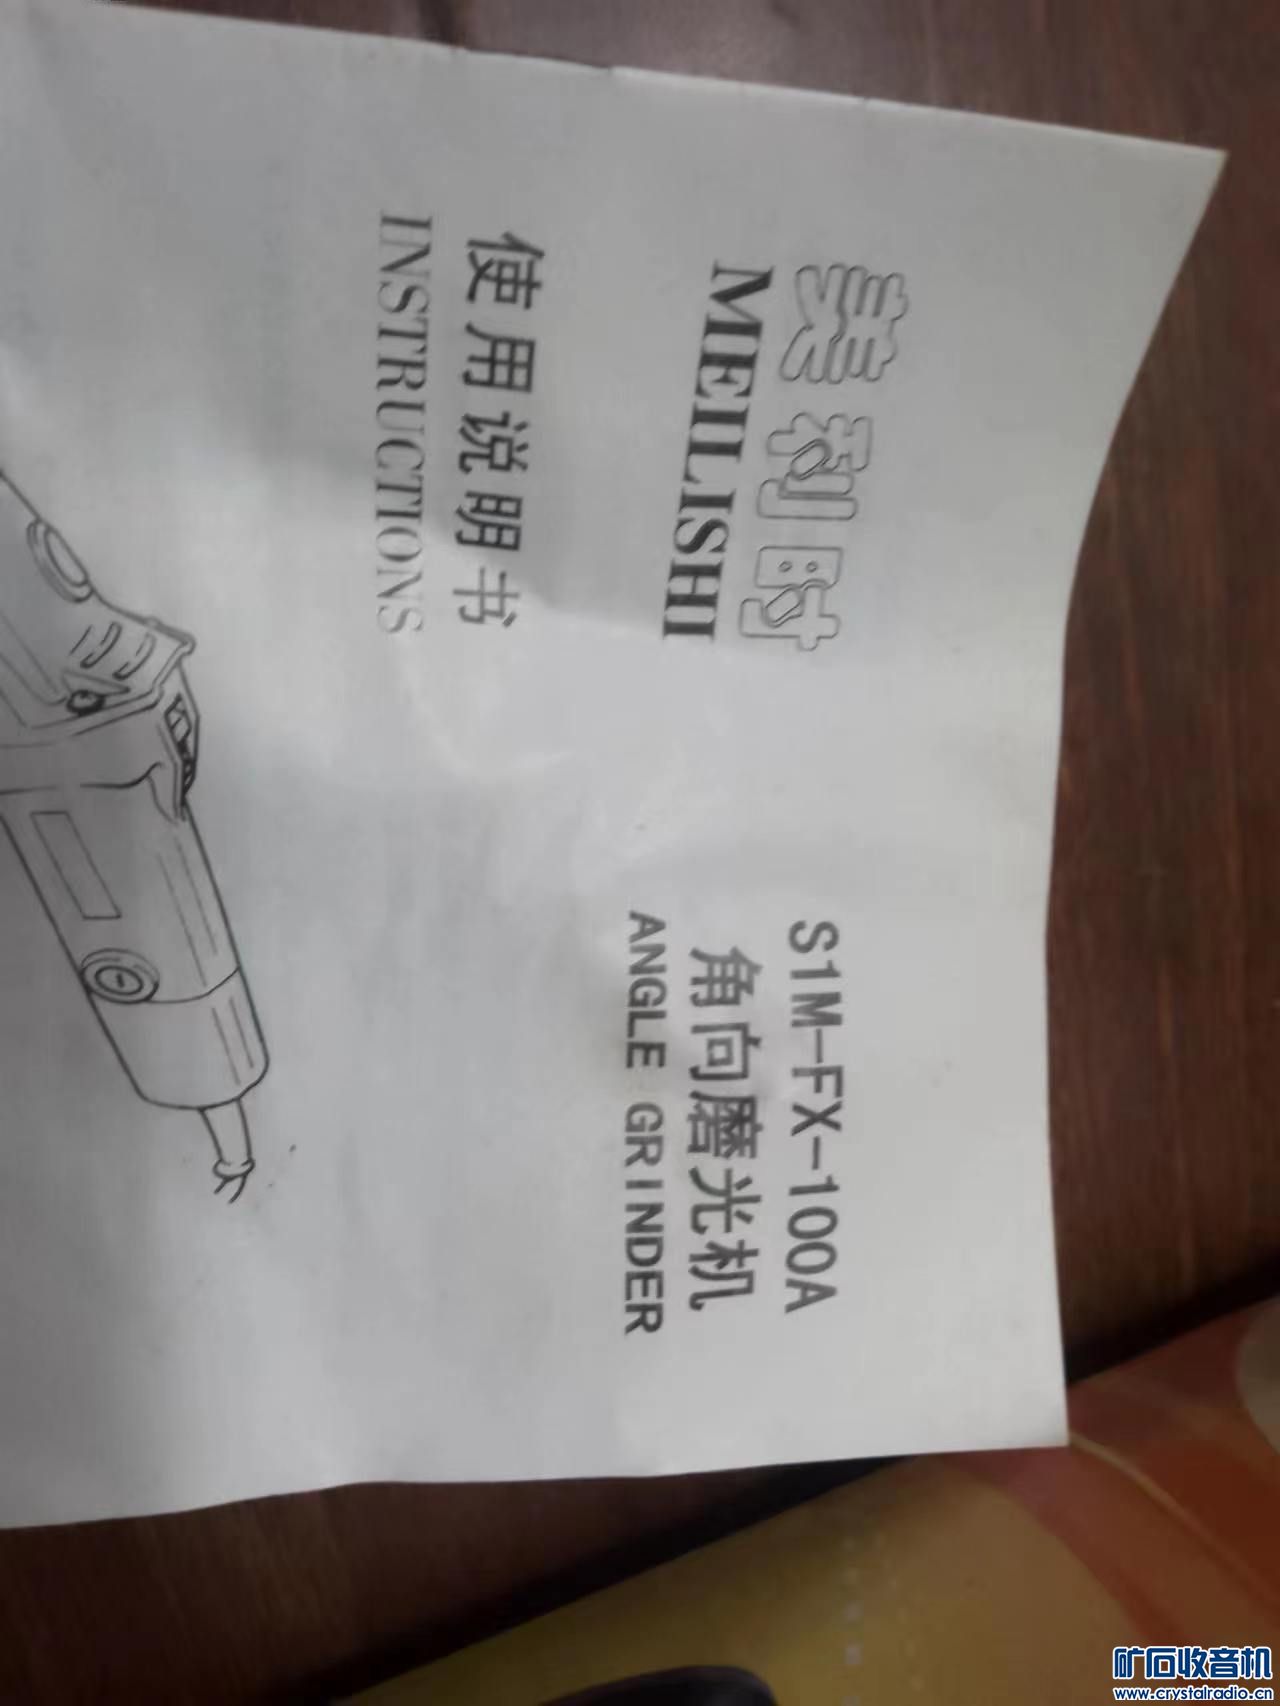 美利时
MEILISHI
使用说明书
INSTRUCTIONS
S1M-FX-100A
角向磨光机
ANGLE GRINDER
矿石收音机
www.crystalradio.cn